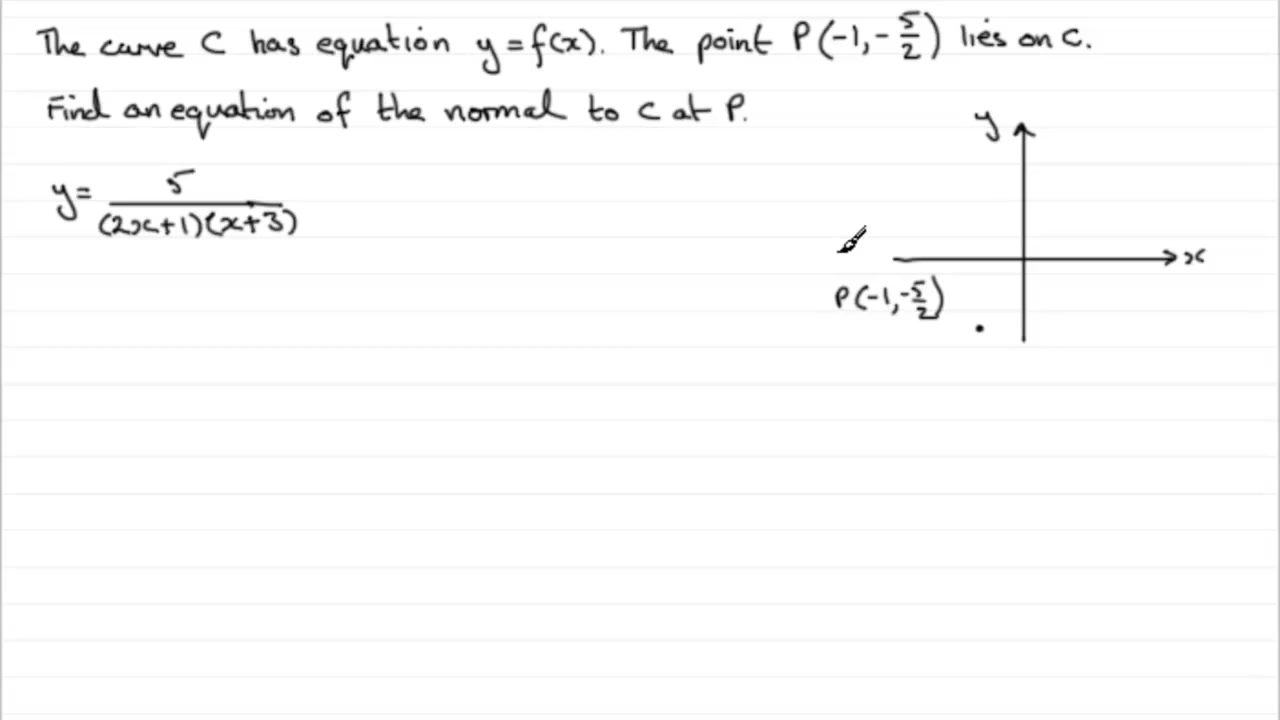 The curve C has equation y = f(x). The point P(-1, -5/2) lies on C.
Find an equation of the normal to C at P.
y = 5/((2x+1)(x+3))
y
x
P(-1, -5/2)